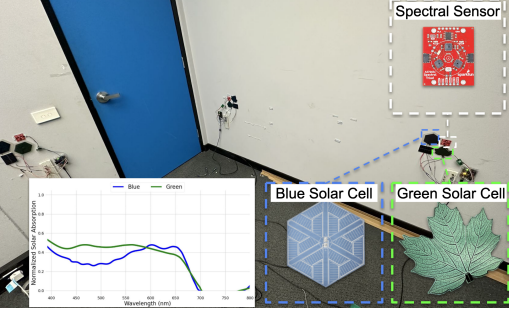 Spectral Sensor
Blue Solar Cell
Green Solar Cell
Blue
Green
Normalized Solar Absorption
1.0
0.8
0.6
0.4
0.2
0.0
400
450
500
550
600
650
700
750
800
Wavelength (nm)